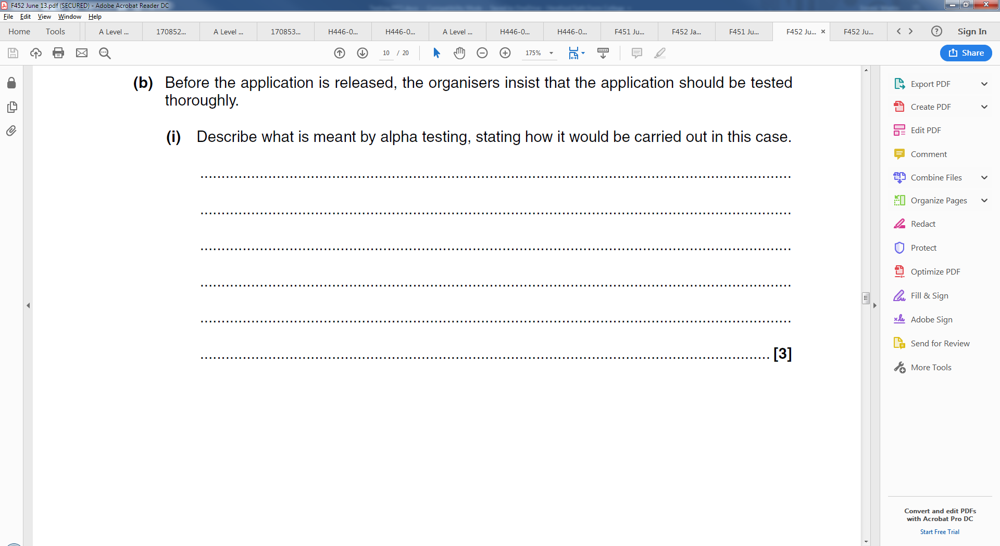 F452 June 13.pdf (SECURED) - Adobe Acrobat Reader DC
File Edit View Window Help
Home Tools A Level ... 170852... A Level ... 170853... H446-0... H446-0... A Level ... H446-0... H446-0... F451 Ju... F452 Ja... F451 Ju... F452 Ju... × F452 Ju... Sign In
10 / 20 175% Share
(b) Before the application is released, the organisers insist that the application should be tested
thoroughly.
(i) Describe what is meant by alpha testing, stating how it would be carried out in this case.
[3]
Export PDF
Create PDF
Edit PDF
Comment
Combine Files
Organize Pages
Redact
Protect
Optimize PDF
Fill & Sign
Adobe Sign
Send for Review
More Tools
Convert and edit PDFs
with Acrobat Pro DC
Start Free Trial